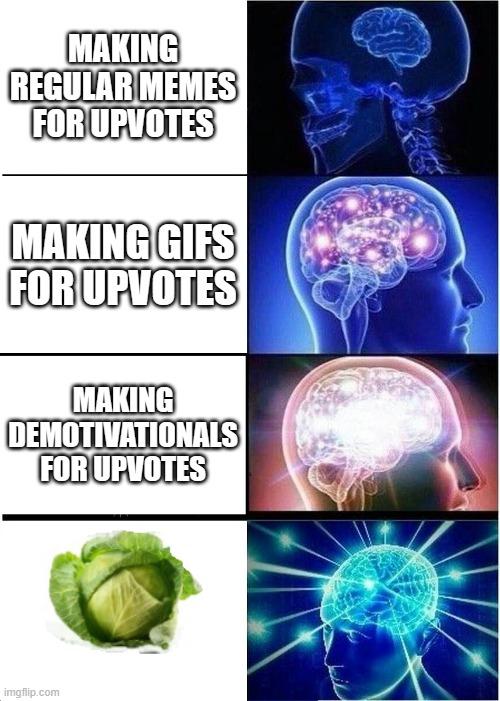 MAKING
REGULAR MEMES
FOR UPVOTES
MAKING GIFS
FOR UPVOTES
MAKING
DEMOTIVATIONALS
FOR UPVOTES
imgflip.com